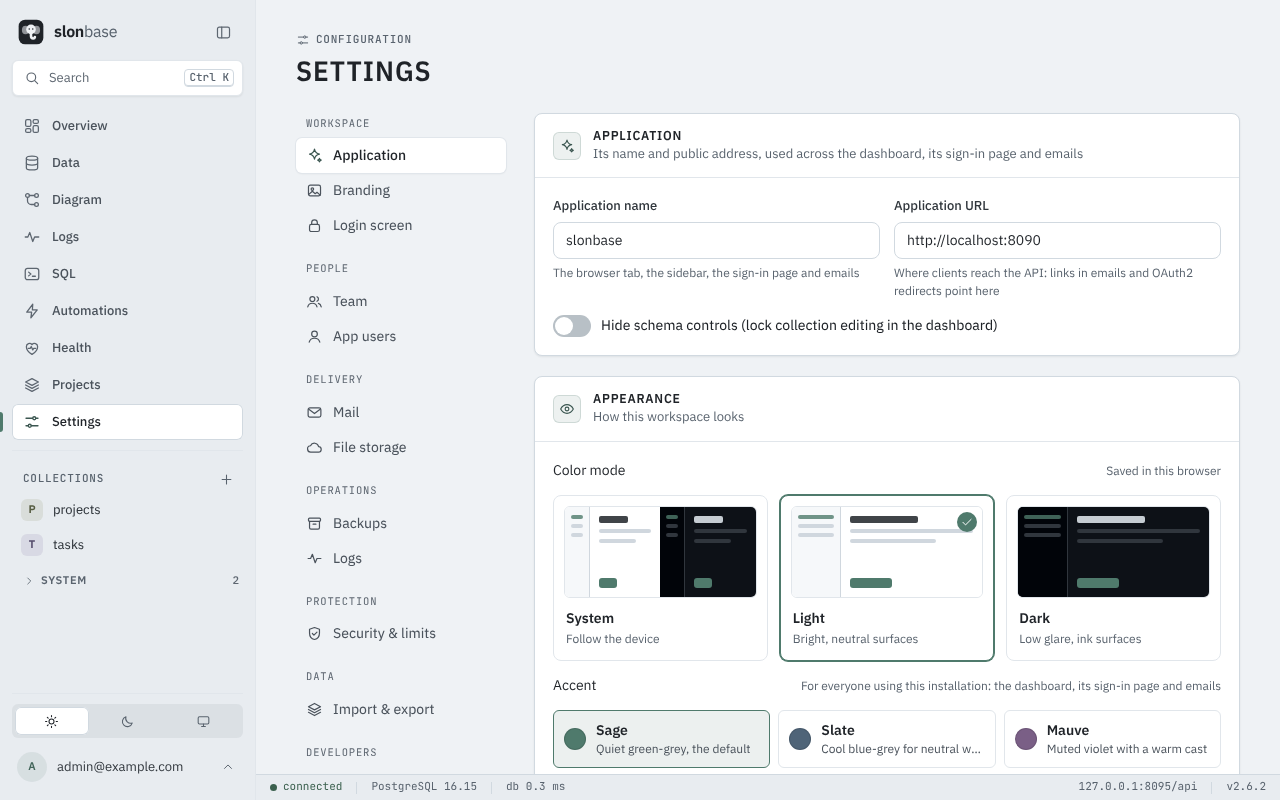 slonbase
Search
Ctrl K
Overview
Data
Diagram
Logs
SQL
Automations
Health
Projects
Settings
COLLECTIONS
P projects
T tasks
SYSTEM 2
A admin@example.com
CONFIGURATION
SETTINGS
WORKSPACE
Application
Branding
Login screen
PEOPLE
Team
App users
DELIVERY
Mail
File storage
OPERATIONS
Backups
Logs
PROTECTION
Security & limits
DATA
Import & export
DEVELOPERS
APPLICATION
Its name and public address, used across the dashboard, its sign-in page and emails
Application name
slonbase
The browser tab, the sidebar, the sign-in page and emails
Application URL
http://localhost:8090
Where clients reach the API: links in emails and OAuth2
redirects point here
Hide schema controls (lock collection editing in the dashboard)
APPEARANCE
How this workspace looks
Color mode
Saved in this browser
System
Follow the device
Light
Bright, neutral surfaces
Dark
Low glare, ink surfaces
Accent
For everyone using this installation: the dashboard, its sign-in page and emails
Sage
Quiet green-grey, the default
Slate
Cool blue-grey for neutral w...
Mauve
Muted violet with a warm cast
connected
PostgreSQL 16.15
db 0.3 ms
127.0.0.1:8095/api
v2.6.2